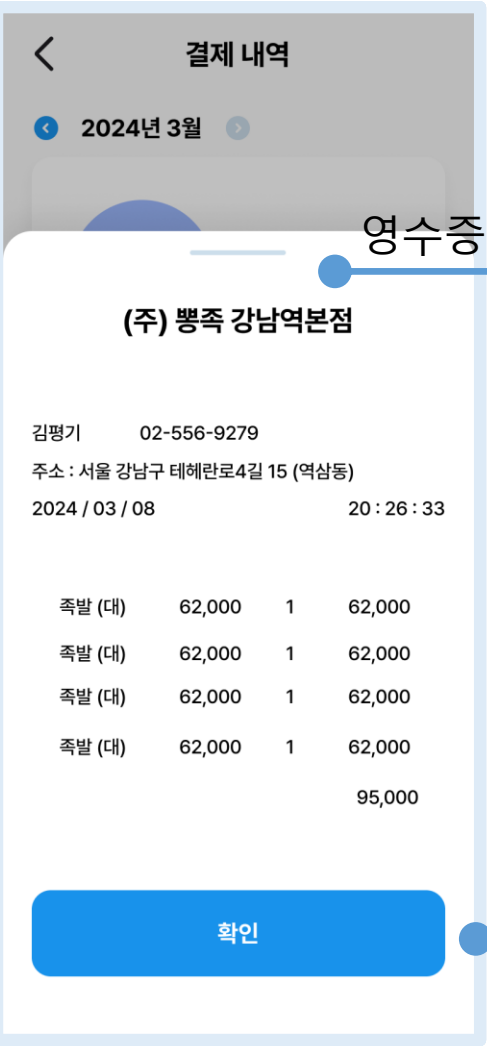 결제 내역
2024년 3월
영수증
(주) 뽕족 강남역본점
김평기 02-556-9279
주소 : 서울 강남구 테헤란로4길 15 (역삼동)
2024 / 03 / 08 20 : 26 : 33
족발 (대) 62,000 1 62,000
족발 (대) 62,000 1 62,000
족발 (대) 62,000 1 62,000
족발 (대) 62,000 1 62,000
95,000
확인